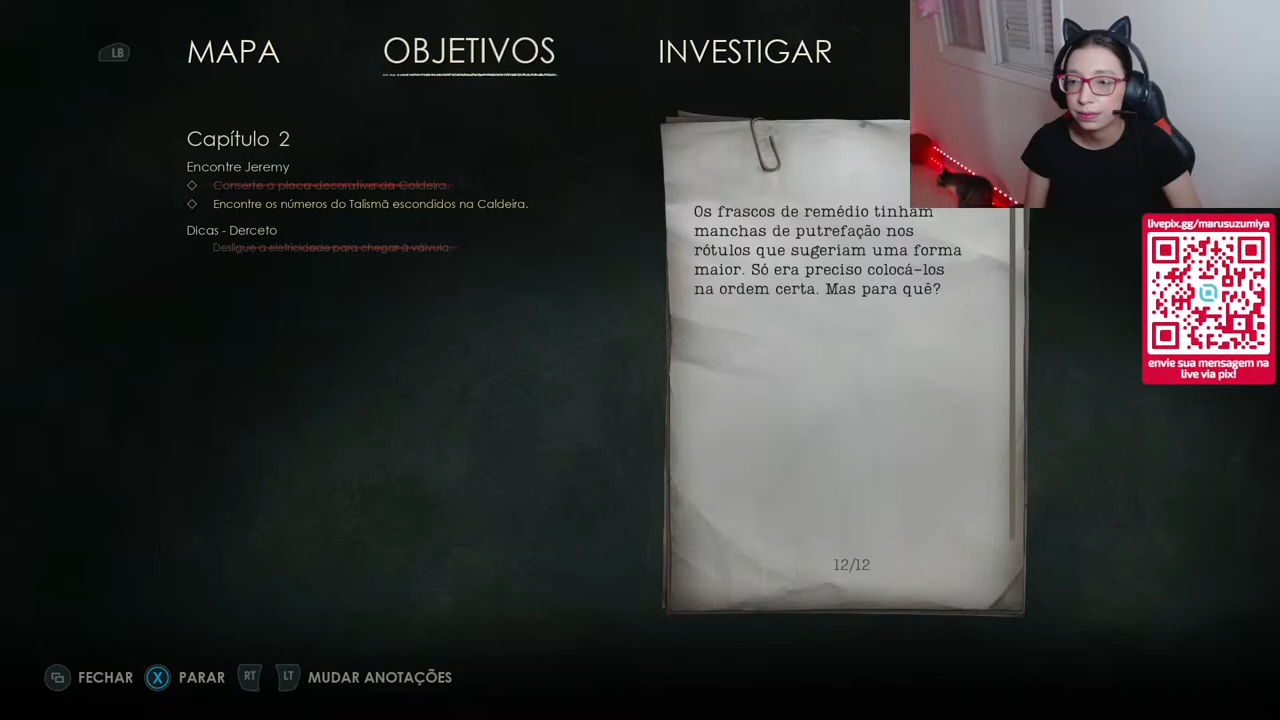 LB
MAPA
OBJETIVOS
INVESTIGAR
Capítulo 2
Encontre Jeremy
Conserte a placa decorativa da Caldeira.
Encontre os números do Talismã escondidos na Caldeira.
Dicas - Derceto
Desligue a eletricidade para chegar à válvula.
Os frascos de remédio tinham
manchas de putrefação nos
rótulos que sugeriam uma forma
maior. Só era preciso colocá-los
na ordem certa. Mas para quê?
12/12
livepix.gg/marusuzumiya
envie sua mensagem na
live via pix!
FECHAR
X PARAR
RT LT MUDAR ANOTAÇÕES